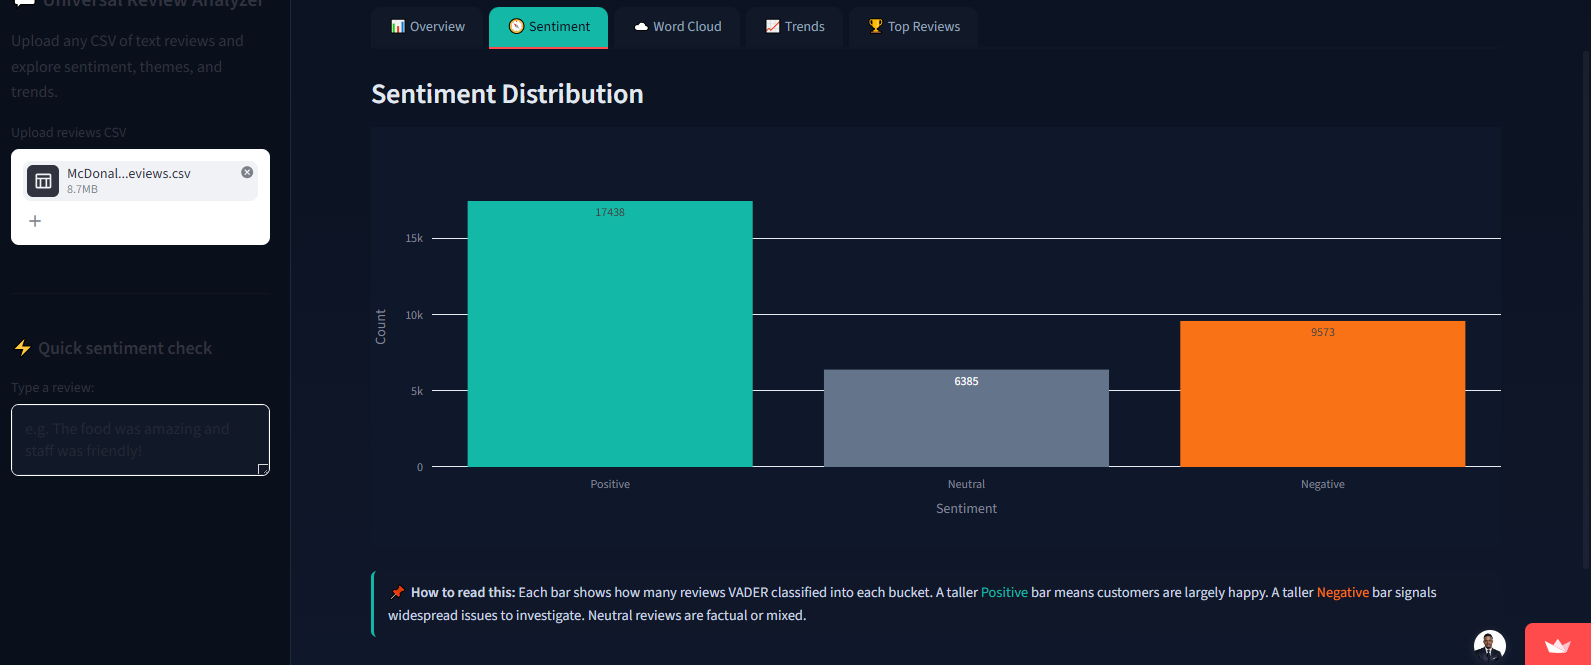 Universal Review Analyzer
Upload any CSV of text reviews and
explore sentiment, themes, and
trends.
Upload reviews CSV
McDonal...eviews.csv
8.7MB
Quick sentiment check
Type a review:
e.g. The food was amazing and
staff was friendly!
Overview
Sentiment
Word Cloud
Trends
Top Reviews
Sentiment Distribution
Count
15k
10k
5k
0
17438
6385
9573
Positive
Neutral
Negative
Sentiment
How to read this: Each bar shows how many reviews VADER classified into each bucket. A taller Positive bar means customers are largely happy. A taller Negative bar signals
widespread issues to investigate. Neutral reviews are factual or mixed.